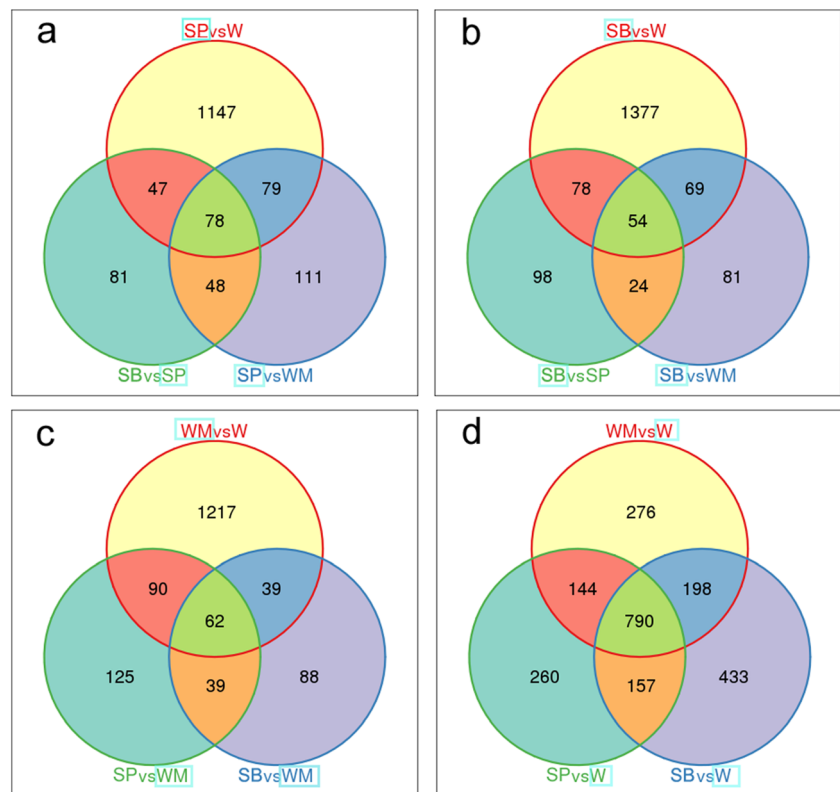 a
SPvsW
1147
47
79
78
81
48
111
SBvsSP
SPvsWM
b
SBvsW
1377
78
69
54
98
24
81
SBvsSP
SBvsWM
c
WMvsW
1217
90
39
62
125
39
88
SPvsWM
SBvsWM
d
WMvsW
276
144
198
790
260
157
433
SPvsW
SBvsW